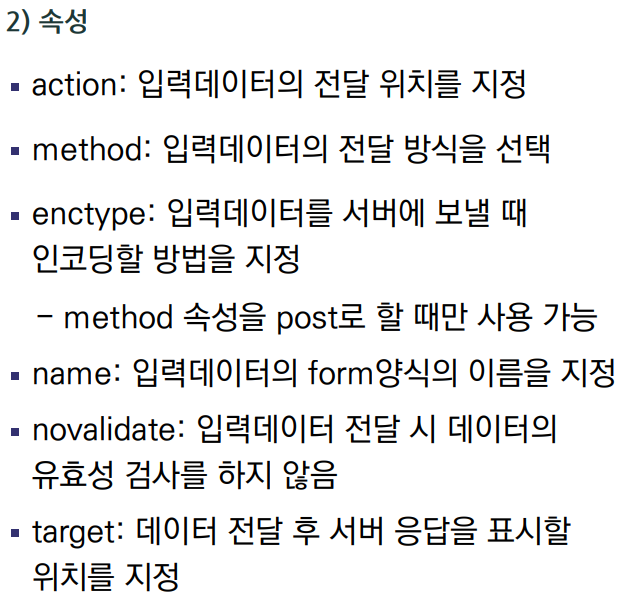 2) 속성
▪ action: 입력데이터의 전달 위치를 지정
▪ method: 입력데이터의 전달 방식을 선택
▪ enctype: 입력데이터를 서버에 보낼 때
인코딩할 방법을 지정
– method 속성을 post로 할 때만 사용 가능
▪ name: 입력데이터의 form양식의 이름을 지정
▪ novalidate: 입력데이터 전달 시 데이터의
유효성 검사를 하지 않음
▪ target: 데이터 전달 후 서버 응답을 표시할
위치를 지정